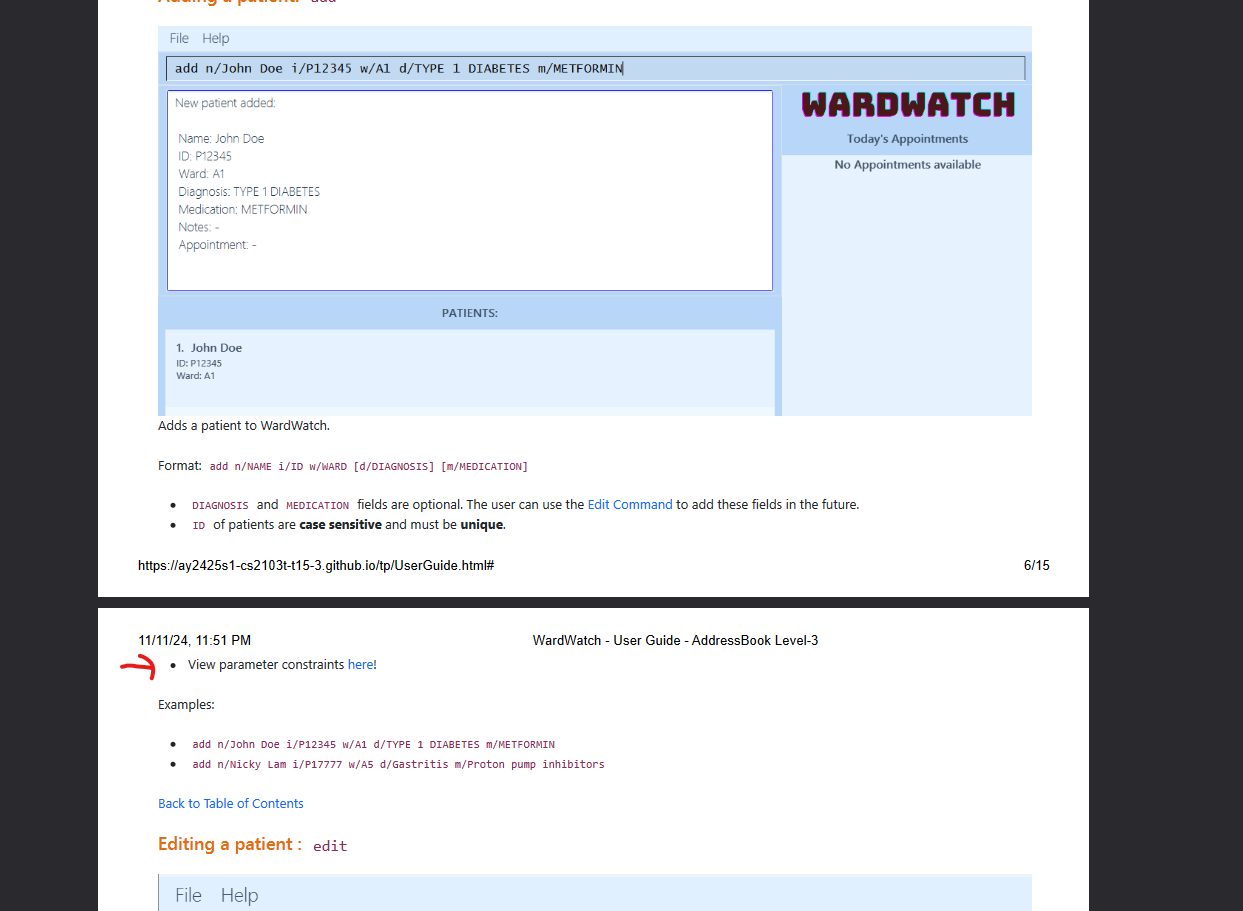 Adding a patient: add
File Help
add n/John Doe i/P12345 w/A1 d/TYPE 1 DIABETES m/METFORMIN
New patient added:
Name: John Doe
ID: P12345
Ward: A1
Diagnosis: TYPE 1 DIABETES
Medication: METFORMIN
Notes: -
Appointment: -
WARDWATCH
Today's Appointments
No Appointments available
PATIENTS:
1. John Doe
ID: P12345
Ward: A1
Adds a patient to WardWatch.
Format: add n/NAME i/ID w/WARD [d/DIAGNOSIS] [m/MEDICATION]
• DIAGNOSIS and MEDICATION fields are optional. The user can use the Edit Command to add these fields in the future.
• ID of patients are case sensitive and must be unique.
https://ay2425s1-cs2103t-t15-3.github.io/tp/UserGuide.html# 6/15
11/11/24, 11:51 PM WardWatch - User Guide - AddressBook Level-3
• View parameter constraints here!
Examples:
• add n/John Doe i/P12345 w/A1 d/TYPE 1 DIABETES m/METFORMIN
• add n/Nicky Lam i/P17777 w/A5 d/Gastritis m/Proton pump inhibitors
Back to Table of Contents
Editing a patient : edit
File Help